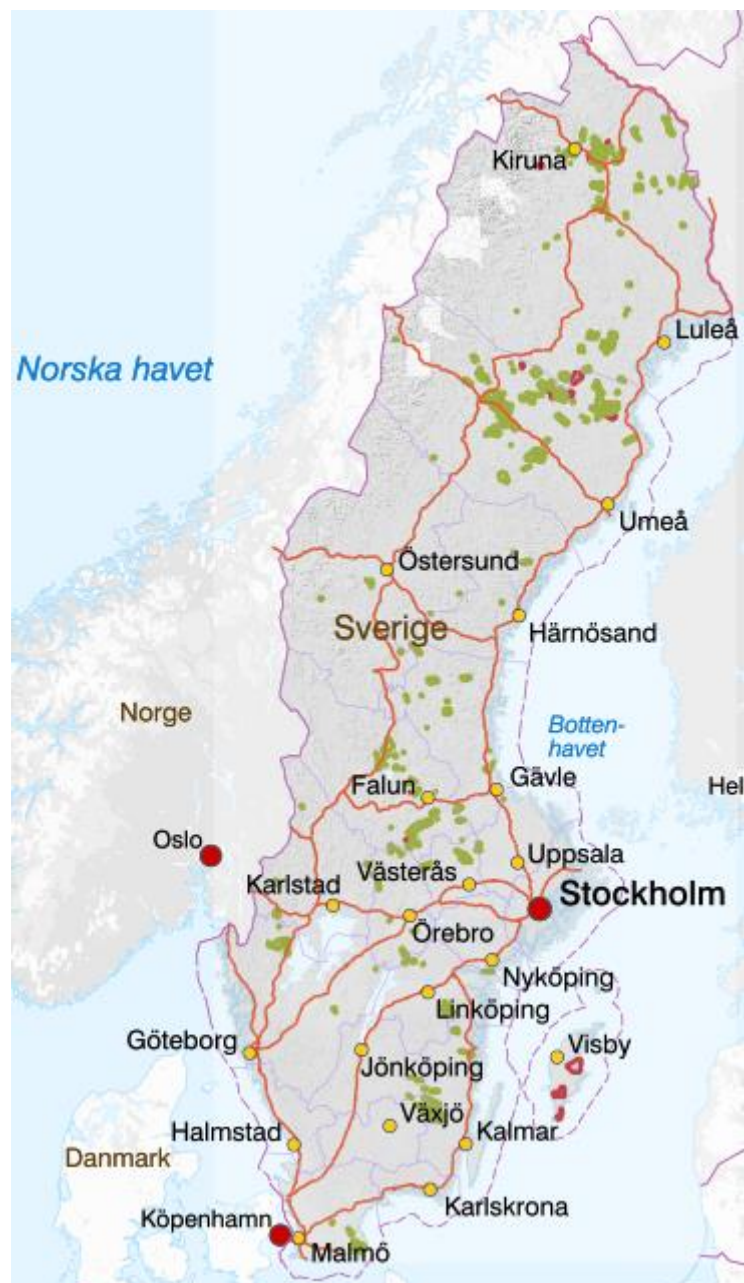 Kiruna
Luleå
Norska havet
Umeå
Östersund
Sverige
Härnösand
Norge
Botten-
havet
Gävle
Falun
Hel
Oslo
Uppsala
Västerås
Karlstad
Stockholm
Örebro
Nyköping
Linköping
Göteborg
Visby
Jönköping
Växjö
Halmstad
Kalmar
Danmark
Karlskrona
Köpenhamn
Malmö